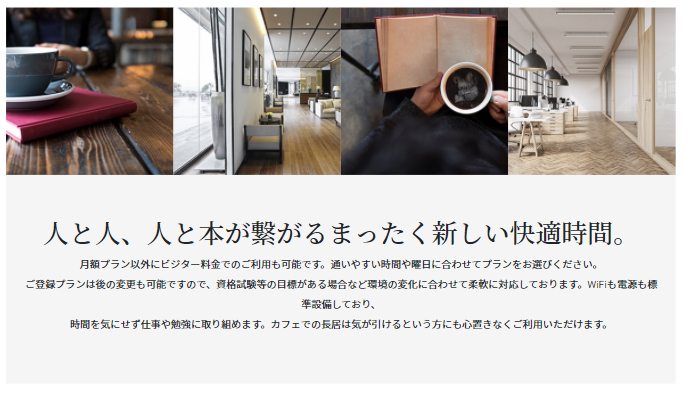 人と人、人と本が繋がるまったく新しい快適時間。
月額プラン以外にビジター料金でのご利用も可能です。通いやすい時間や曜日に合わせてプランをお選びください。
ご登録プランは後の変更も可能ですので、資格試験等の目標がある場合など環境の変化に合わせて柔軟に対応しております。WiFiも電源も標
準設備しており、
時間を気にせず仕事や勉強に取り組めます。カフェでの長居は気が引けるという方にも心置きなくご利用いただけます。